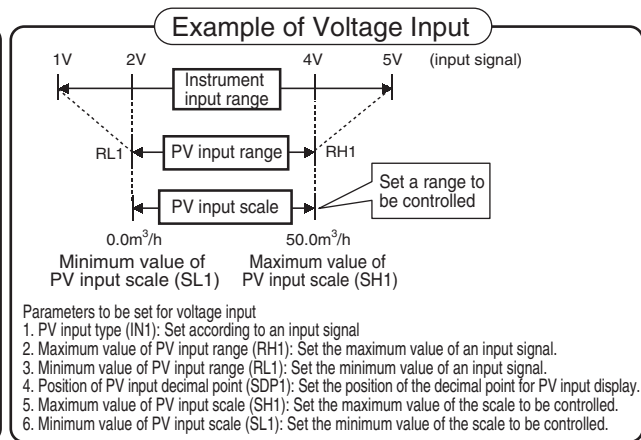 Example of Voltage Input
1V 2V 4V 5V (input signal)
Instrument
input range
RL1 PV input range RH1
Set a range to
be controlled
PV input scale
0.0m³/h 50.0m³/h
Minimum value of Maximum value of
PV input scale (SL1) PV input scale (SH1)
Parameters to be set for voltage input
1. PV input type (IN1): Set according to an input signal
2. Maximum value of PV input range (RH1): Set the maximum value of an input signal.
3. Minimum value of PV input range (RL1): Set the minimum value of an input signal.
4. Position of PV input decimal point (SDP1): Set the position of the decimal point for PV input display.
5. Maximum value of PV input scale (SH1): Set the maximum value of the scale to be controlled.
6. Minimum value of PV input scale (SL1): Set the minimum value of the scale to be controlled.